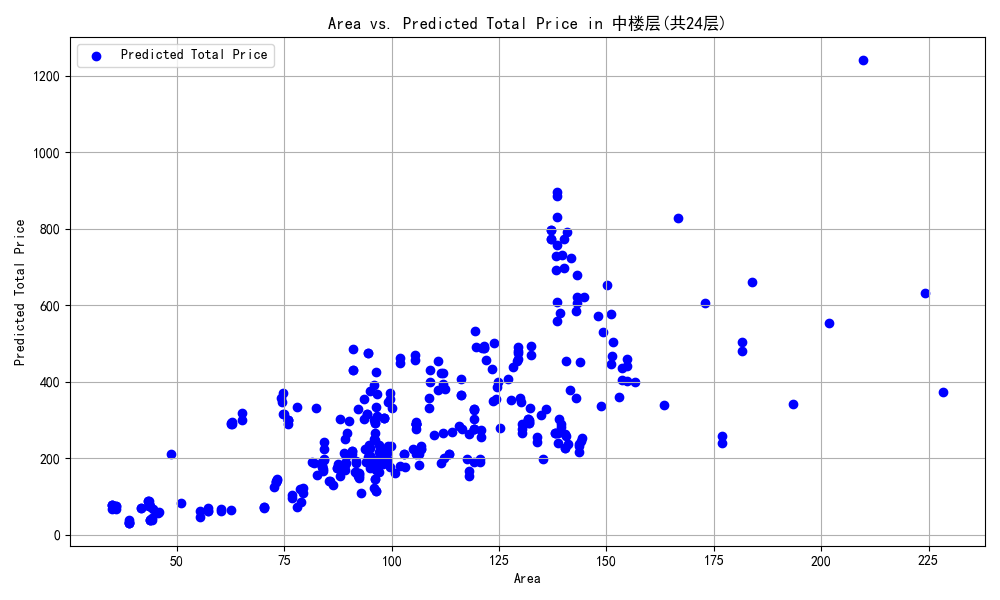 Area vs. Predicted Total Price in 中楼层(共24层)
Predicted Total Price
Predicted Total Price
1200
1000
800
600
400
200
0
50 75 100 125 150 175 200 225
Area